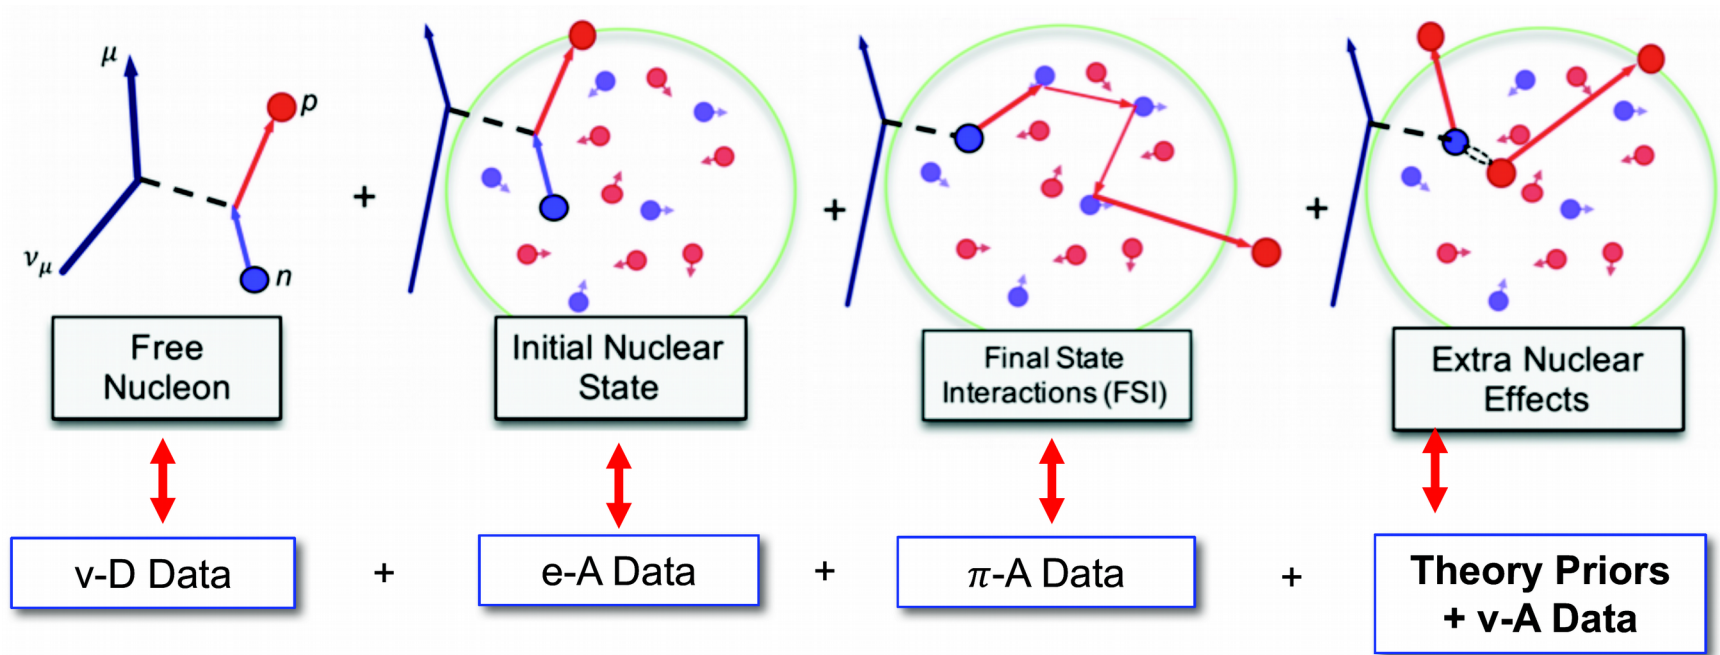 μ
p
ν_μ
n
+
+
+
Free
Nucleon
Initial Nuclear
State
Final State
Interactions (FSI)
Extra Nuclear
Effects
ν-D Data
+
e-A Data
+
π-A Data
+
Theory Priors
+ ν-A Data